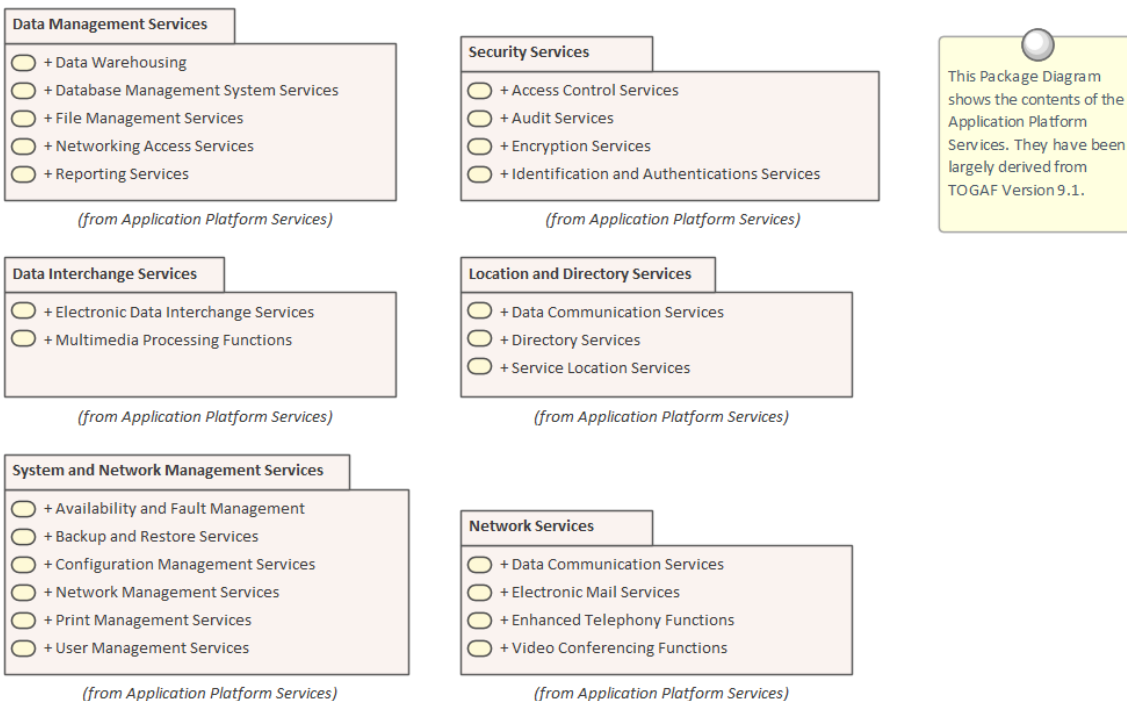 Data Management Services
+ Data Warehousing
+ Database Management System Services
+ File Management Services
+ Networking Access Services
+ Reporting Services
(from Application Platform Services)
Security Services
+ Access Control Services
+ Audit Services
+ Encryption Services
+ Identification and Authentications Services
(from Application Platform Services)
This Package Diagram
shows the contents of the
Application Platform
Services. They have been
largely derived from
TOGAF Version 9.1.
Data Interchange Services
+ Electronic Data Interchange Services
+ Multimedia Processing Functions
(from Application Platform Services)
Location and Directory Services
+ Data Communication Services
+ Directory Services
+ Service Location Services
(from Application Platform Services)
System and Network Management Services
+ Availability and Fault Management
+ Backup and Restore Services
+ Configuration Management Services
+ Network Management Services
+ Print Management Services
+ User Management Services
(from Application Platform Services)
Network Services
+ Data Communication Services
+ Electronic Mail Services
+ Enhanced Telephony Functions
+ Video Conferencing Functions
(from Application Platform Services)